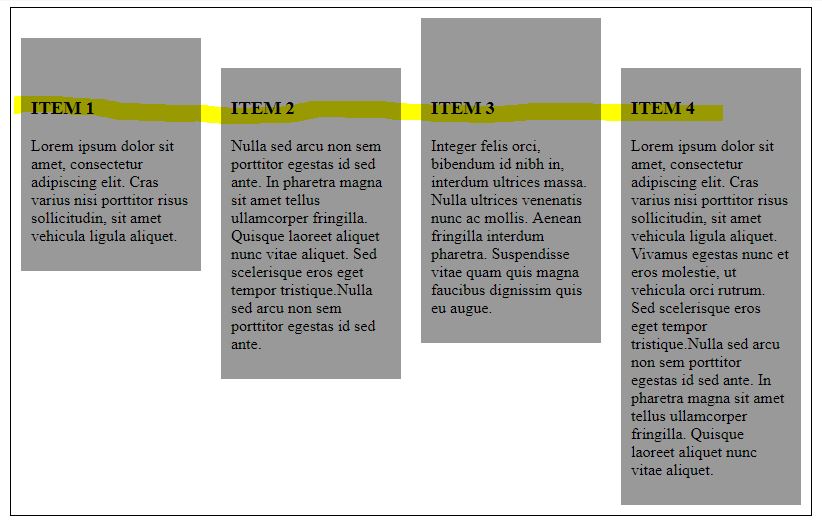 ITEM 1
Lorem ipsum dolor sit
amet, consectetur
adipiscing elit. Cras
varius nisi porttitor risus
sollicitudin, sit amet
vehicula ligula aliquet.
ITEM 2
Nulla sed arcu non sem
porttitor egestas id sed
ante. In pharetra magna
sit amet tellus
ullamcorper fringilla.
Quisque laoreet aliquet
nunc vitae aliquet. Sed
scelerisque eros eget
tempor tristique.Nulla
sed arcu non sem
porttitor egestas id sed
ante.
ITEM 3
Integer felis orci,
bibendum id nibh in,
interdum ultrices massa.
Nulla ultrices venenatis
nunc ac mollis. Aenean
fringilla interdum
pharetra. Suspendisse
vitae quam quis magna
faucibus dignissim quis
eu augue.
ITEM 4
Lorem ipsum dolor sit
amet, consectetur
adipiscing elit. Cras
varius nisi porttitor risus
sollicitudin, sit amet
vehicula ligula aliquet.
Vivamus egestas nunc et
eros molestie, ut
vehicula orci rutrum.
Sed scelerisque eros
eget tempor
tristique.Nulla sed arcu
non sem porttitor
egestas id sed ante. In
pharetra magna sit amet
tellus ullamcorper
fringilla. Quisque
laoreet aliquet nunc
vitae aliquet.